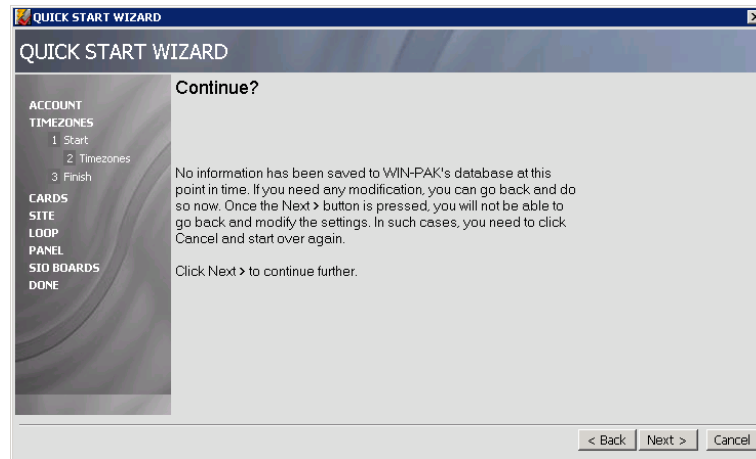 QUICK START WIZARD
QUICK START WIZARD
ACCOUNT
TIMEZONES
1 Start
2 Timezones
3 Finish
CARDS
SITE
LOOP
PANEL
SIO BOARDS
DONE
Continue?
No information has been saved to WIN-PAK's database at this
point in time. If you need any modification, you can go back and do
so now. Once the Next > button is pressed, you will not be able to
go back and modify the settings. In such cases, you need to click
Cancel and start over again.
Click Next > to continue further.
< Back Next > Cancel